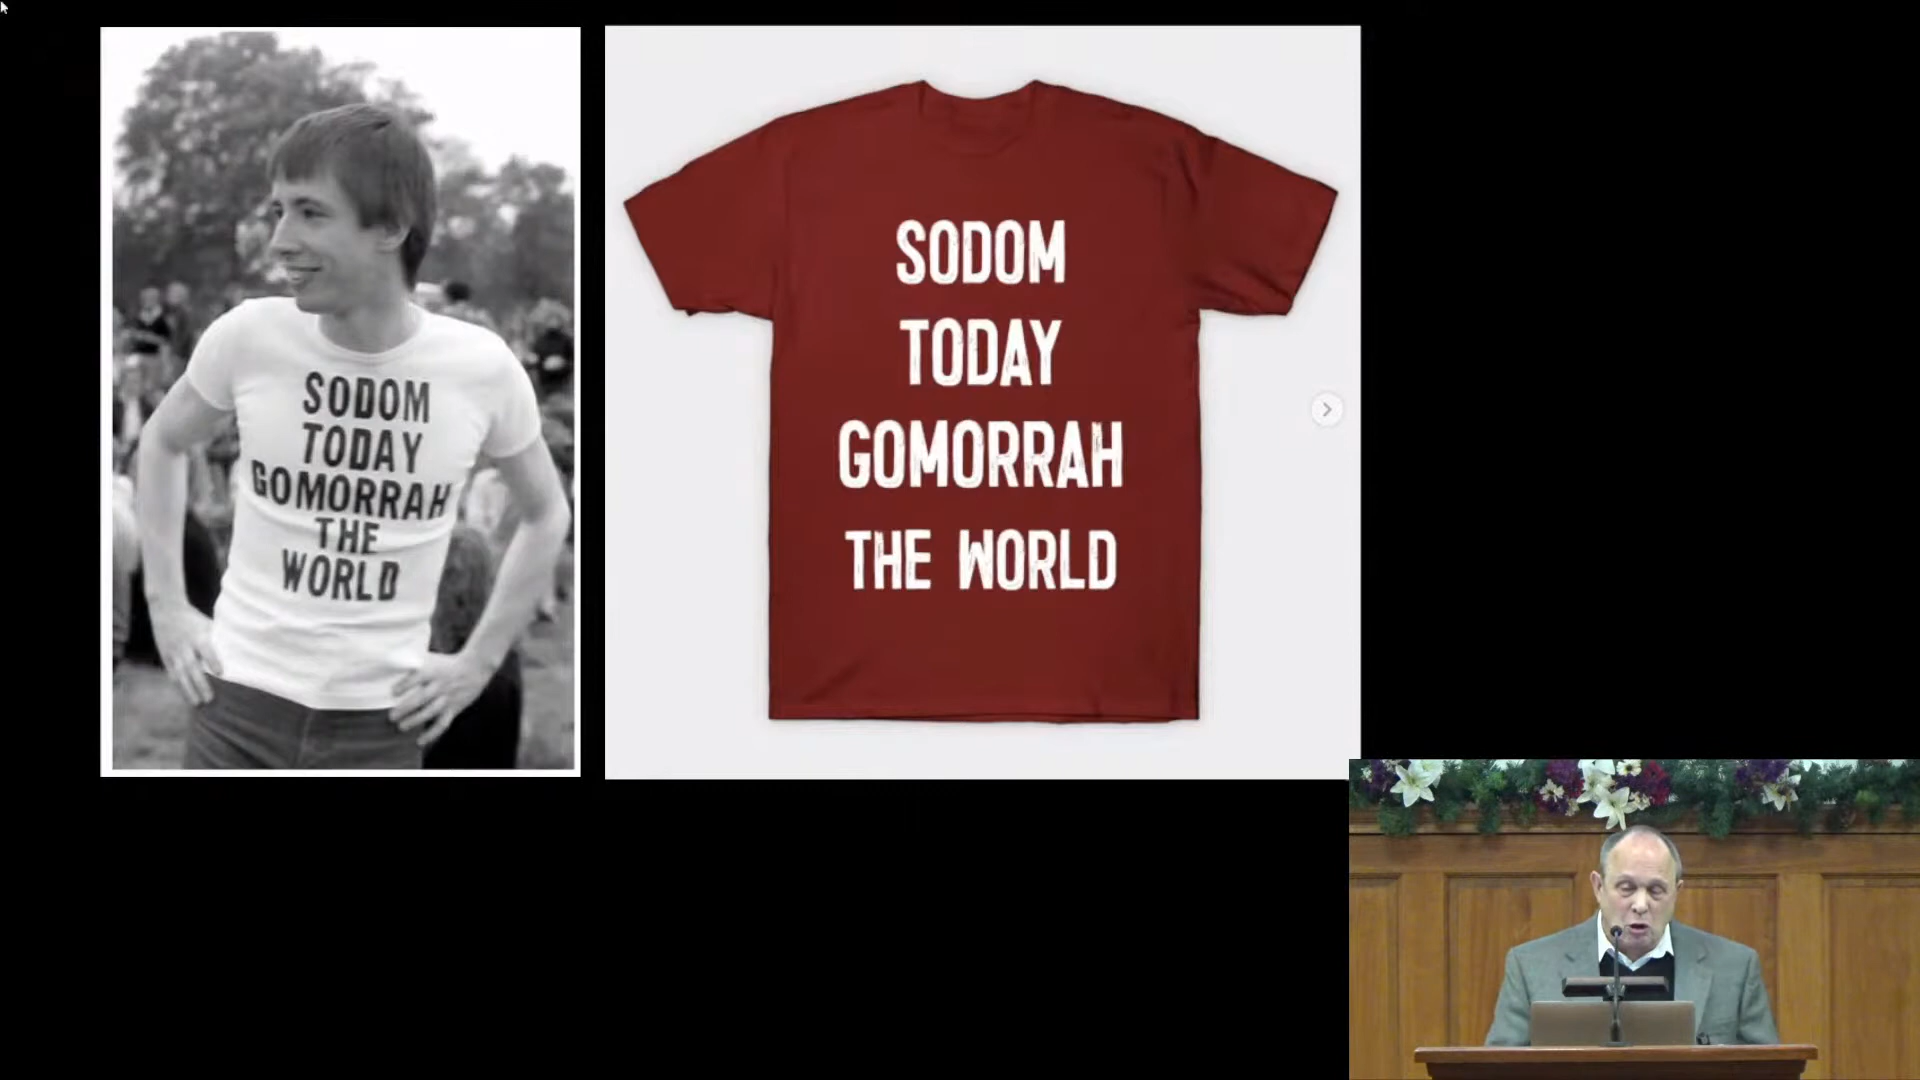 SODOM
TODAY
GOMORRAH
THE
WORLD
SODOM
TODAY
GOMORRAH
THE WORLD